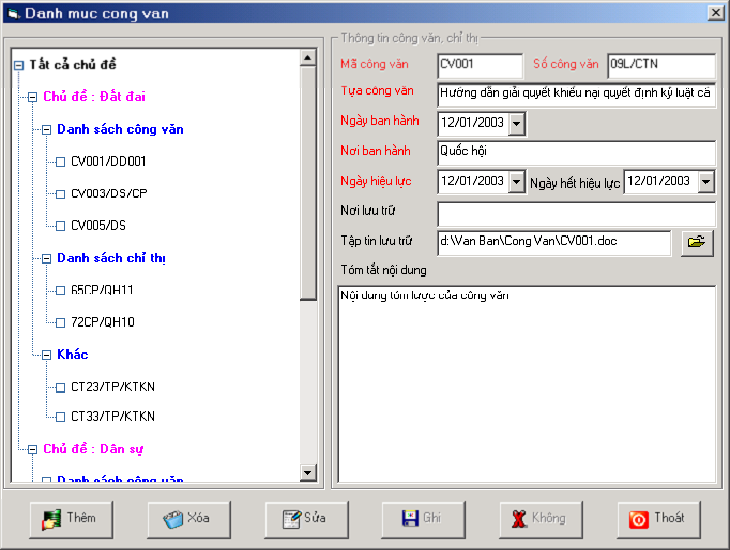 Danh muc cong van
Tất cả chủ đề
Chủ đề : Đất đai
Danh sách công văn
CV001/DD001
CV003/DS/CP
CV005/DS
Danh sách chỉ thị
65CP/QH11
72CP/QH10
Khác
CT23/TP/KTKN
CT33/TP/KTKN
Chủ đề : Dân sự
Danh sách công văn
Thông tin công văn, chỉ thị
Mã công văn CV001 Số công văn 09L/CTN
Tựa công văn Hướng dẫn giải quyết khiếu nại quyết định kỷ luật cá
Ngày ban hành 12/01/2003
Nơi ban hành Quốc hội
Ngày hiệu lực 12/01/2003 Ngày hết hiệu lực 12/01/2003
Nơi lưu trữ
Tập tin lưu trữ d:\Van Ban\Cong Van\CV001.doc
Tóm tắt nội dung
Nội dung tóm lược của công văn
Thêm Xóa Sửa Ghi Không Thoát